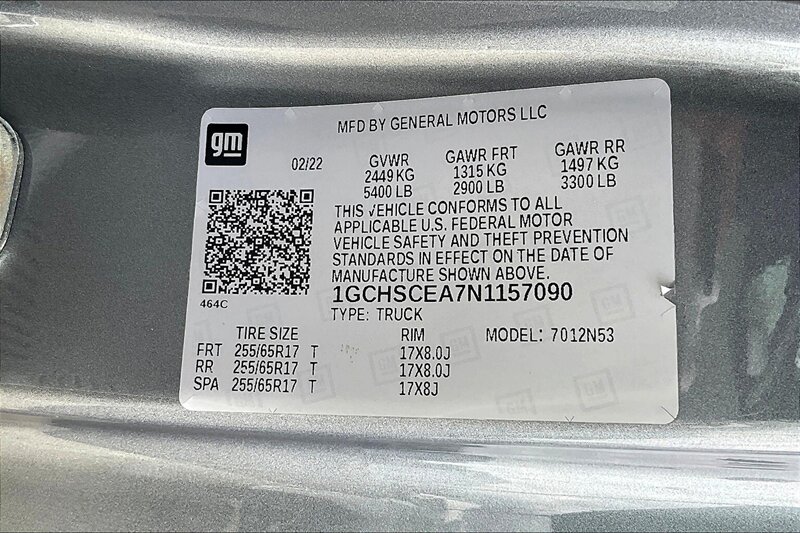 gm
MFD BY GENERAL MOTORS LLC
02/22 GVWR GAWR FRT GAWR RR
2449 KG 1315 KG 1497 KG
5400 LB 2900 LB 3300 LB
THIS VEHICLE CONFORMS TO ALL
APPLICABLE U.S. FEDERAL MOTOR
VEHICLE SAFETY AND THEFT PREVENTION
STANDARDS IN EFFECT ON THE DATE OF
MANUFACTURE SHOWN ABOVE.
464C 1GCHSCEA7N1157090
TYPE: TRUCK
TIRE SIZE RIM MODEL: 7012N53
FRT 255/65R17 T 17X8.0J
RR 255/65R17 T 17X8.0J
SPA 255/65R17 T 17X8J